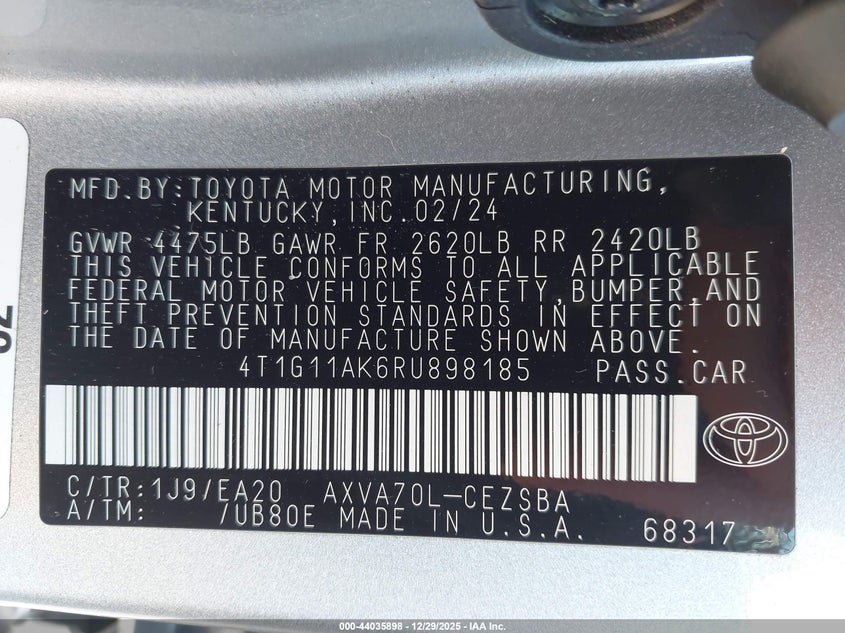 MFD.BY:TOYOTA MOTOR MANUFACTURING,
KENTUCKY,INC.02/24
GVWR 4475LB GAWR FR 2620LB RR 2420LB
THIS VEHICLE CONFORMS TO ALL APPLICABLE
FEDERAL MOTOR VEHICLE SAFETY,BUMPER,AND
THEFT PREVENTION STANDARDS IN EFFECT ON
THE DATE OF MANUFACTURE SHOWN ABOVE.
4T1G11AK6RU898185 PASS.CAR
C/TR:1J9/EA20 AXVA70L-CEZSBA
A/TM: /UB80E MADE IN U.S.A. 68317
000-44035898 - 12/29/2025 - IAA Inc.